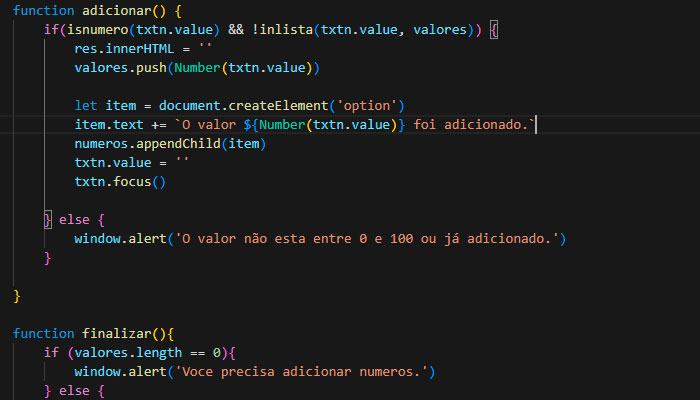 function adicionar() {
if(isnumero(txtn.value) && !inlista(txtn.value, valores)) {
res.innerHTML = ''
valores.push(Number(txtn.value))
let item = document.createElement('option')
item.text += `O valor ${Number(txtn.value)} foi adicionado.`
numeros.appendChild(item)
txtn.value = ''
txtn.focus()
} else {
window.alert('O valor não esta entre 0 e 100 ou já adicionado.')
}
}
function finalizar(){
if (valores.length == 0){
window.alert('Voce precisa adicionar numeros.')
} else {